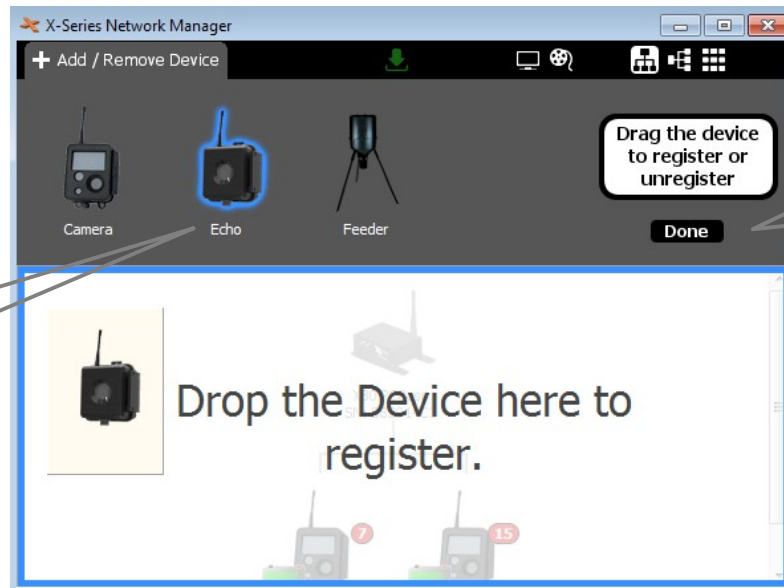 X-Series Network Manager
Add / Remove Device
Drag the device
to register or
unregister
Camera
Echo
Feeder
Done
Drop the Device here to
register.
7
15